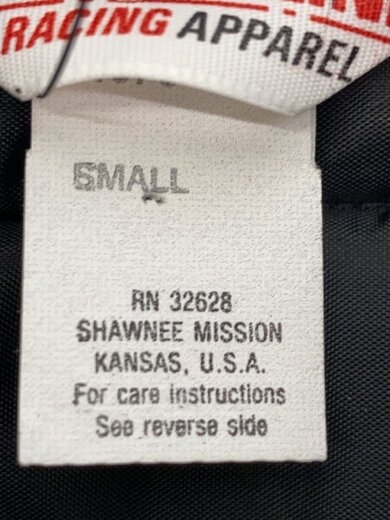 RACING APPAREL
SMALL
RN 32628
SHAWNEE MISSION
KANSAS, U.S.A.
For care instructions
See reverse side